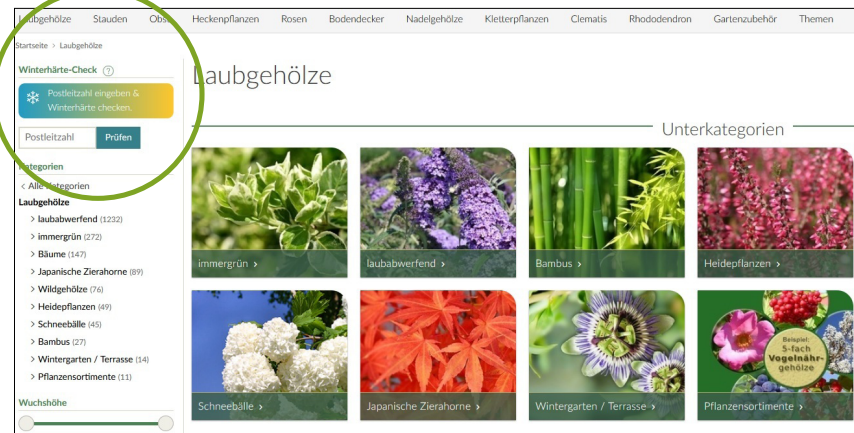 Laubgehölze Stauden Obst Heckenpflanzen Rosen Bodendecker Nadelgehölze Kletterpflanzen Clematis Rhododendron Gartenzubehör Themen
Startseite > Laubgehölze
Winterhärte-Check ?
Postleitzahl eingeben &
Winterhärte checken.
Postleitzahl Prüfen
Kategorien
< Alle Kategorien
Laubgehölze
> laubabwerfend (1232)
> immergrün (272)
> Bäume (147)
> Japanische Zierahorne (89)
> Wildgehölze (76)
> Heidepflanzen (49)
> Schneebälle (45)
> Bambus (27)
> Wintergarten / Terrasse (14)
> Pflanzensortimente (11)
Wuchshöhe
Laubgehölze
Unterkategorien
immergrün >
laubabwerfend >
Bambus >
Heidepflanzen >
Schneebälle >
Japanische Zierahorne >
Wintergarten / Terrasse >
Beispiel:
5-fach
Vogelnähr-
gehölze
Pflanzensortimente >